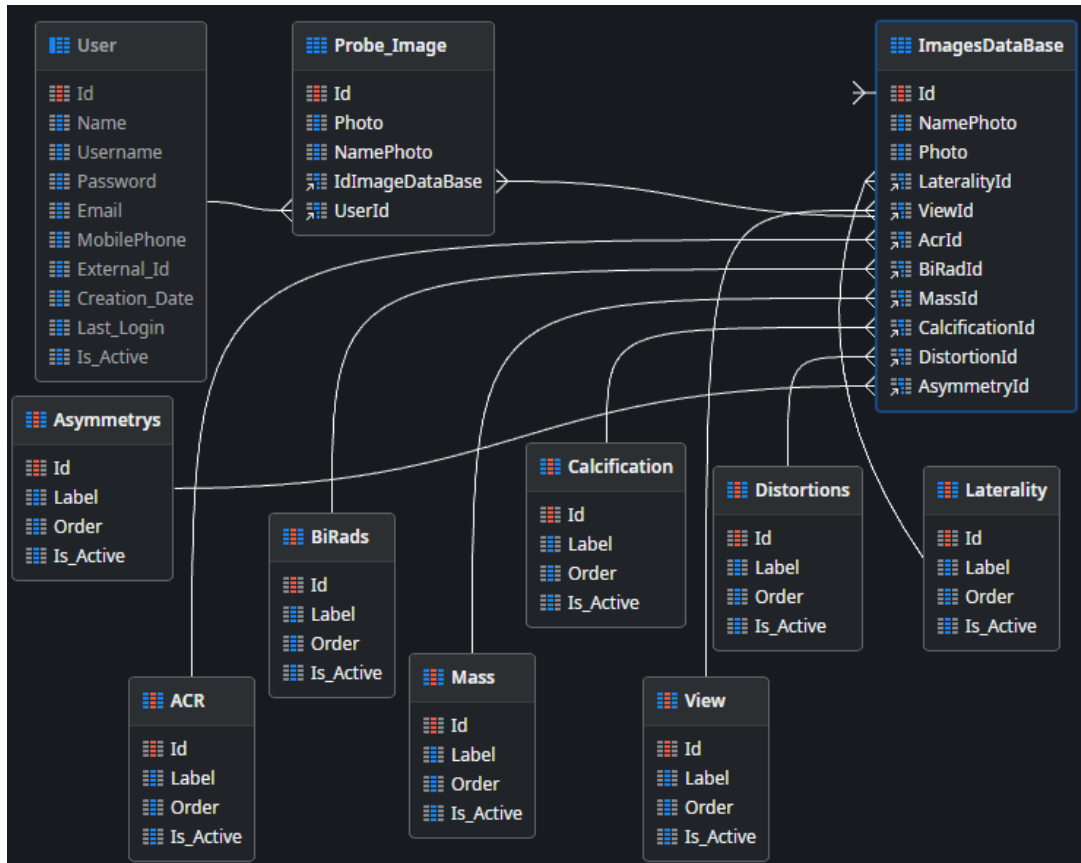 User
Id
Name
Username
Password
Email
MobilePhone
External_Id
Creation_Date
Last_Login
Is_Active
Probe_Image
Id
Photo
NamePhoto
IdImageDataBase
UserId
ImagesDataBase
Id
NamePhoto
Photo
LateralityId
ViewId
AcrId
BiRadId
MassId
CalcificationId
DistortionId
AsymmetryId
Asymmetrys
Id
Label
Order
Is_Active
BiRads
Id
Label
Order
Is_Active
Calcification
Id
Label
Order
Is_Active
Distortions
Id
Label
Order
Is_Active
Laterality
Id
Label
Order
Is_Active
ACR
Id
Label
Order
Is_Active
Mass
Id
Label
Order
Is_Active
View
Id
Label
Order
Is_Active